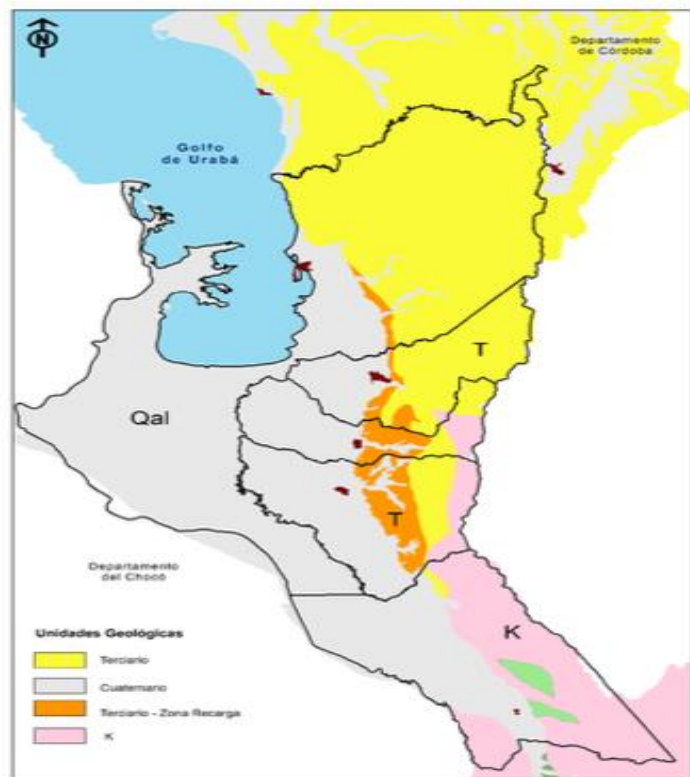 N
Departamento
de Córdoba
Golfo
de Urabá
T
Qal
T
Departamento
del Chocó
K
Unidades Geológicas
Terciario
Cuaternario
Terciario - Zona Recarga
K